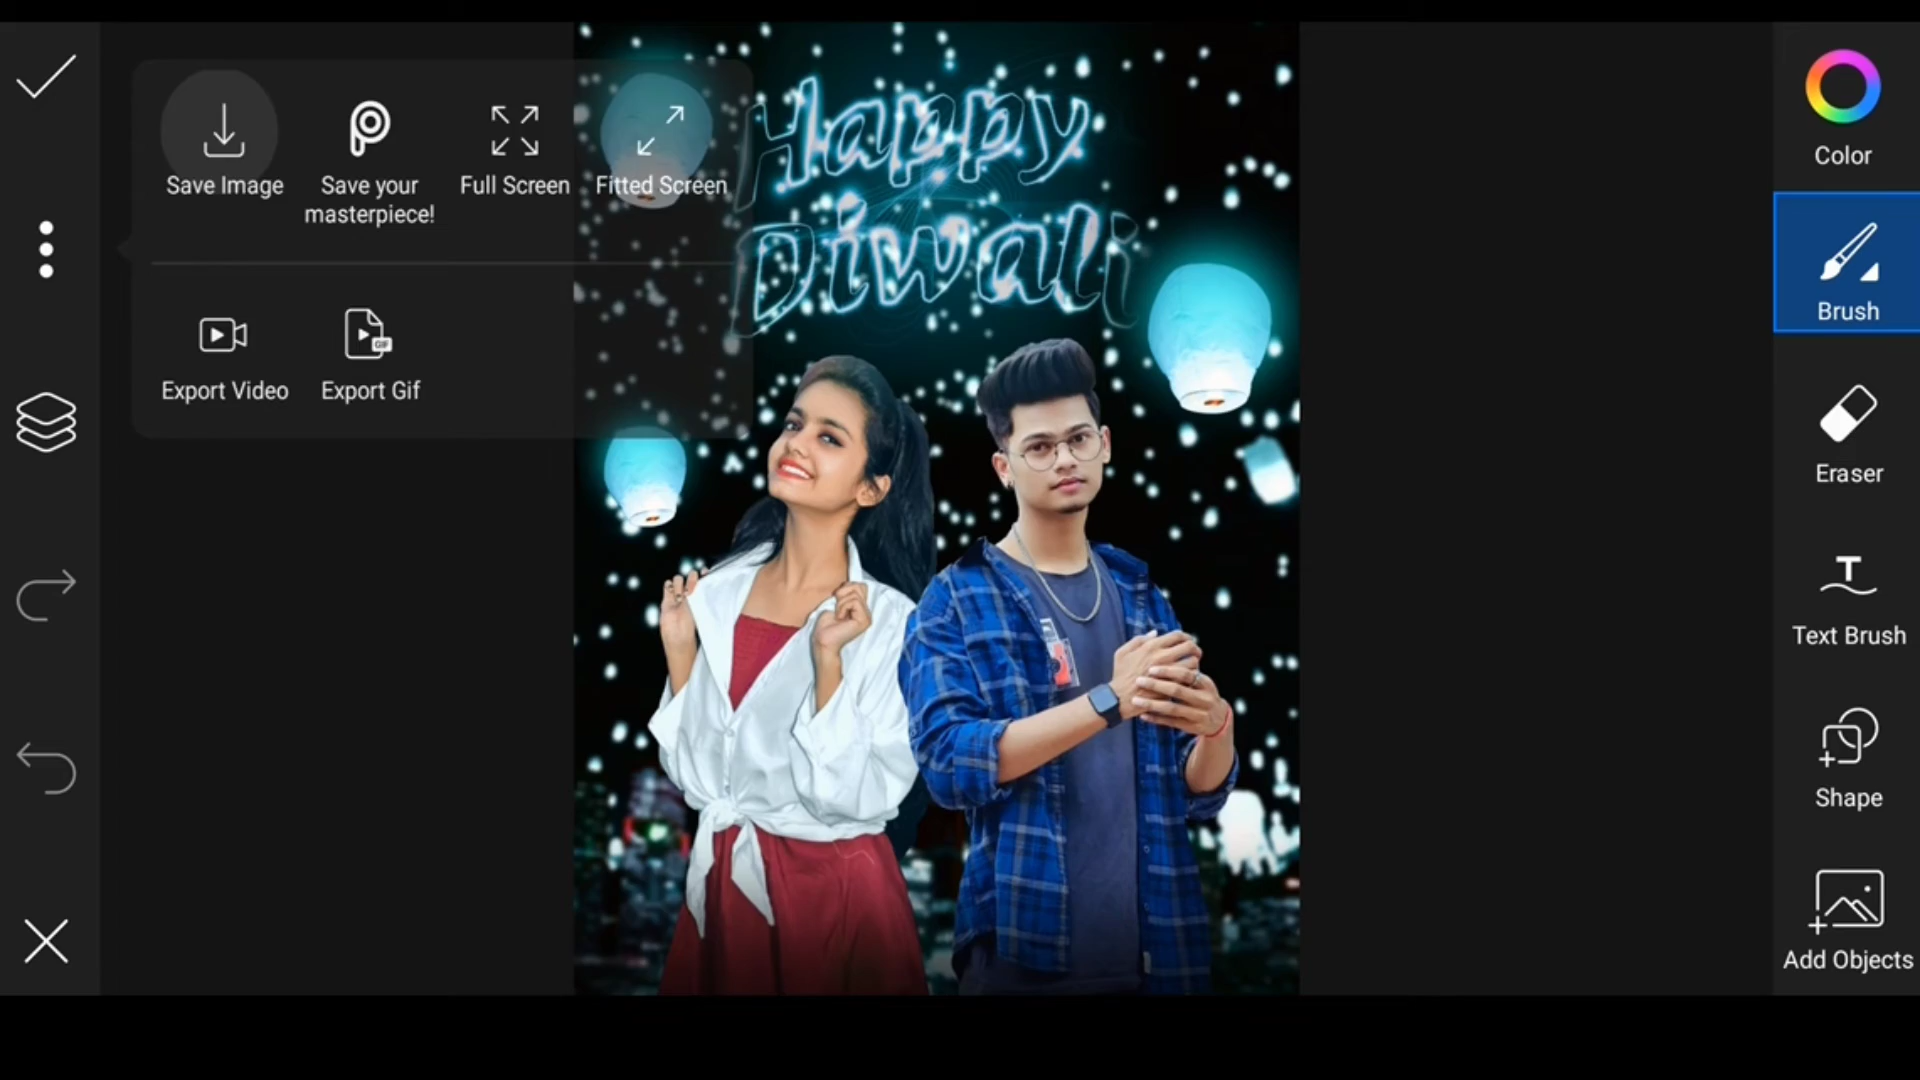 Save Image
Save your
masterpiece!
Full Screen
Fitted Screen
Export Video
GIF
Export Gif
Happy
Diwali
Color
Brush
Eraser
T
Text Brush
Shape
Add Objects